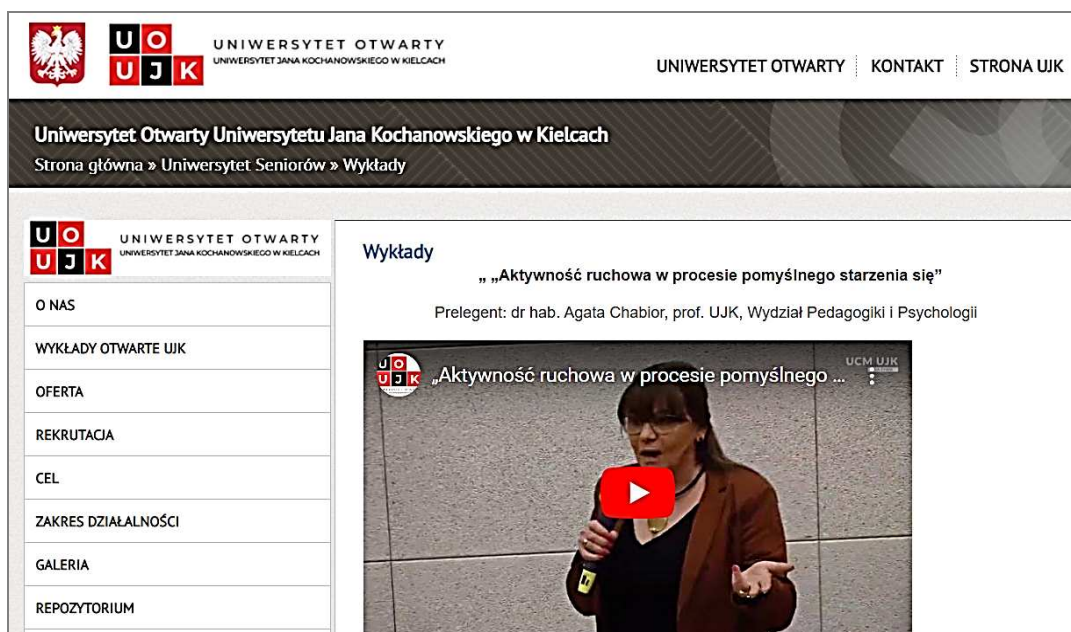 U O
U J K
UNIWERSYTET OTWARTY
UNIWERSYTET JANA KOCHANOWSKIEGO W KIELCACH
UNIWERSYTET OTWARTY KONTAKT STRONA UJK
Uniwersytet Otwarty Uniwersytetu Jana Kochanowskiego w Kielcach
Strona główna » Uniwersytet Seniorów » Wykłady
U O
U J K
UNIWERSYTET OTWARTY
UNIWERSYTET JANA KOCHANOWSKIEGO W KIELCACH
O NAS
WYKŁADY OTWARTE UJK
OFERTA
REKRUTACJA
CEL
ZAKRES DZIAŁALNOŚCI
GALERIA
REPOZYTORIUM
Wykłady
„ „Aktywność ruchowa w procesie pomyślnego starzenia się”
Prelegent: dr hab. Agata Chabior, prof. UJK, Wydział Pedagogiki i Psychologii
U O
U J K
„Aktywność ruchowa w procesie pomyślnego ...
UCM UJK